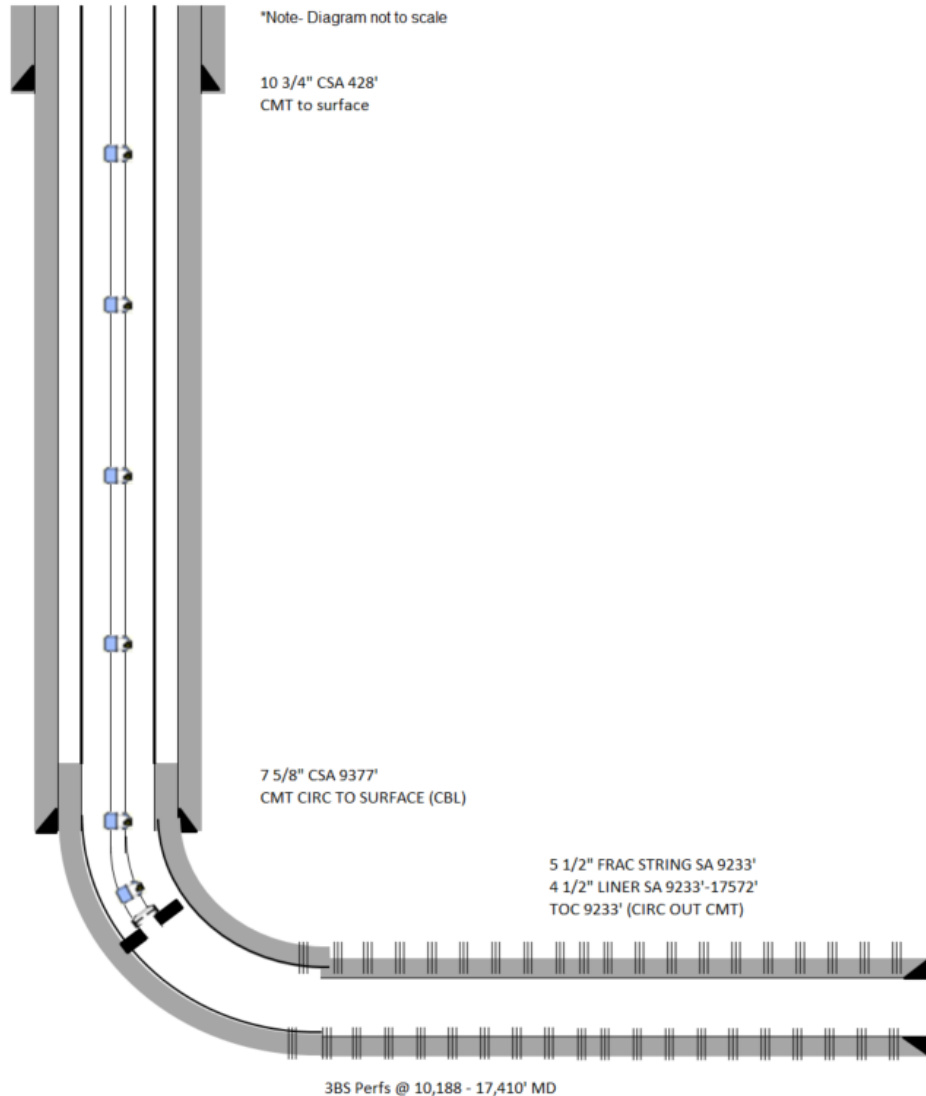 *Note- Diagram not to scale
10 3/4" CSA 428'
CMT to surface
7 5/8" CSA 9377'
CMT CIRC TO SURFACE (CBL)
5 1/2" FRAC STRING SA 9233'
4 1/2" LINER SA 9233'-17572'
TOC 9233' (CIRC OUT CMT)
3BS Perfs @ 10,188 - 17,410' MD